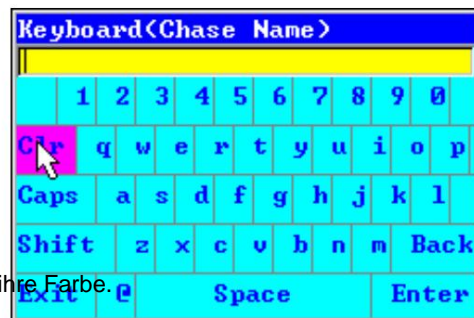 Keyboard(Chase Name)
1 2 3 4 5 6 7 8 9 0
Clr q w e r t y u i o p
Caps a s d f g h j k l
Shift z x c v b n m Back
ihre Farbe.
Exit @ Space Enter